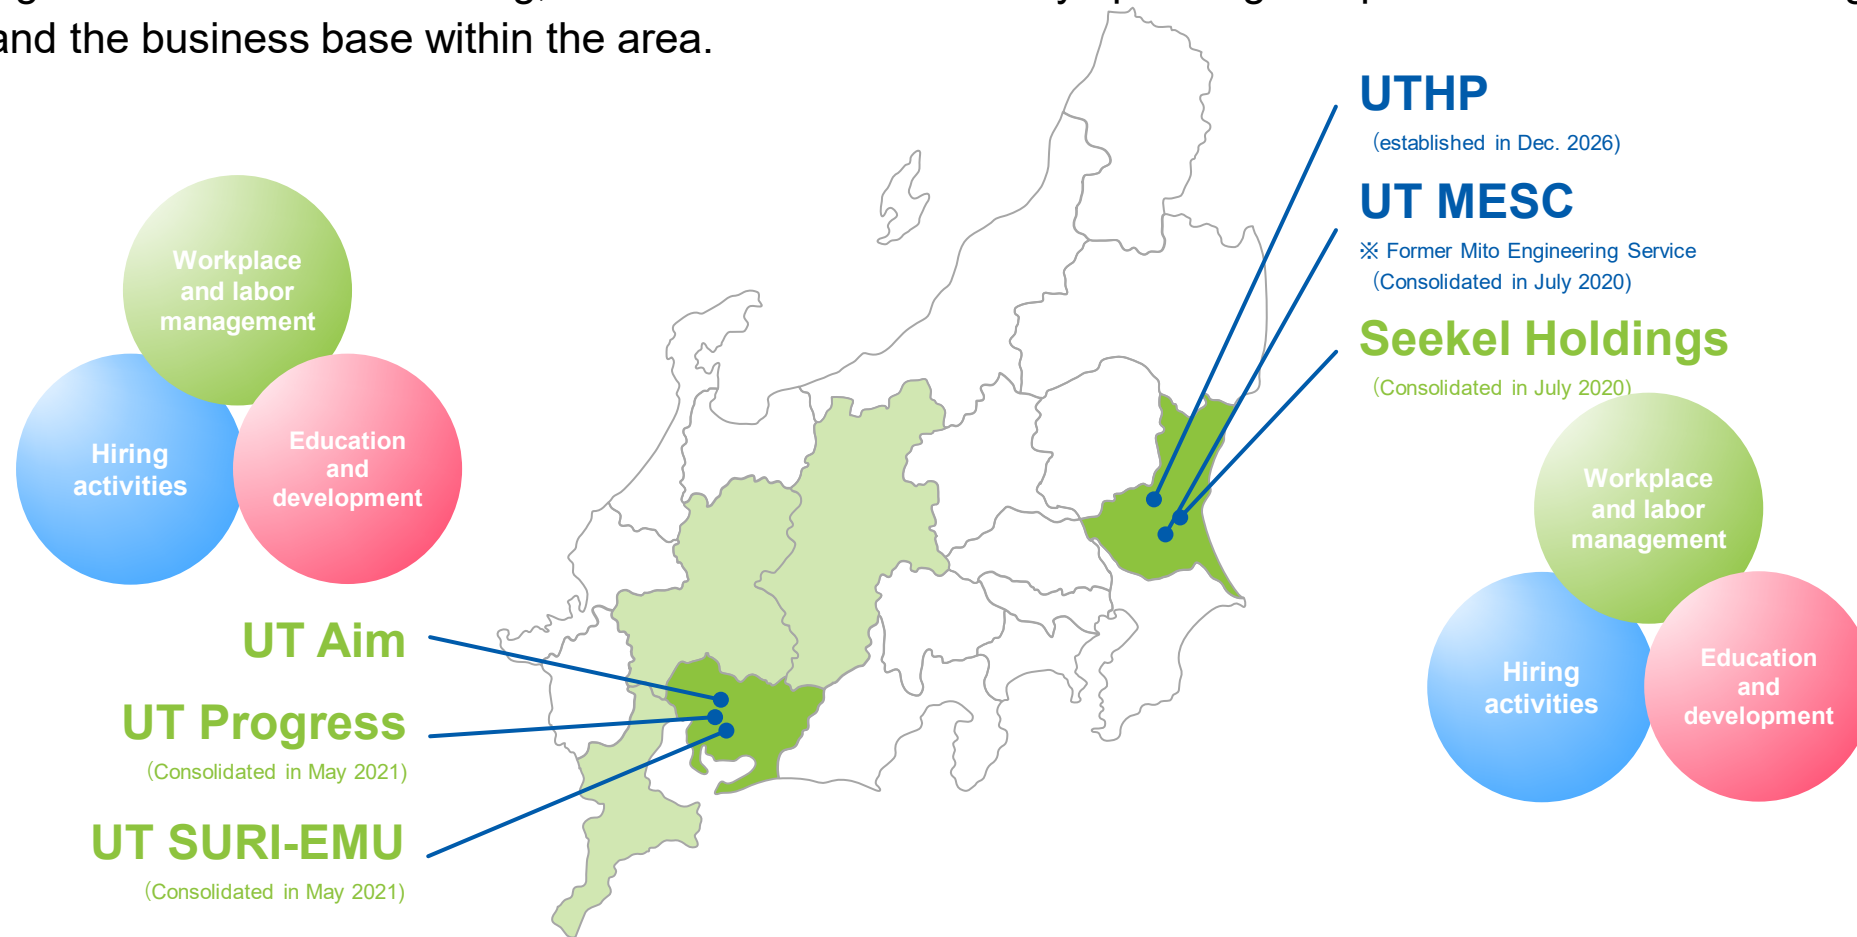 and the business base within the area.
UTHP
（established in Dec. 2026)
UT MESC
※ Former Mito Engineering Service
（Consolidated in July 2020)
Seekel Holdings
（Consolidated in July 2020)
Workplace
and labor
management
Hiring
activities
Education
and
development
UT Aim
UT Progress
（Consolidated in May 2021)
UT SURI-EMU
（Consolidated in May 2021)
Workplace
and labor
management
Hiring
activities
Education
and
development